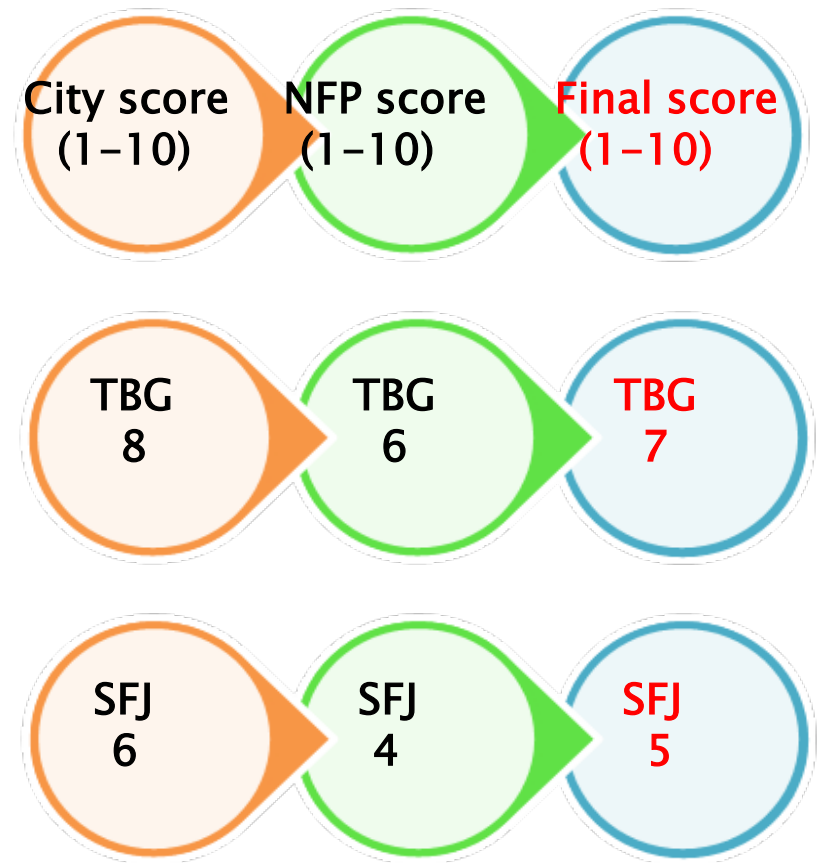 City score
(1–10)
NFP score
(1–10)
Final score
(1–10)
TBG
8
TBG
6
TBG
7
SFJ
6
SFJ
4
SFJ
5